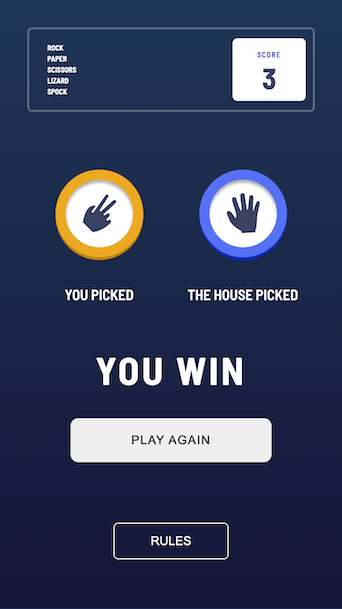 ROCK
PAPER
SCISSORS
LIZARD
SPOCK
SCORE
3
YOU PICKED
THE HOUSE PICKED
YOU WIN
PLAY AGAIN
RULES